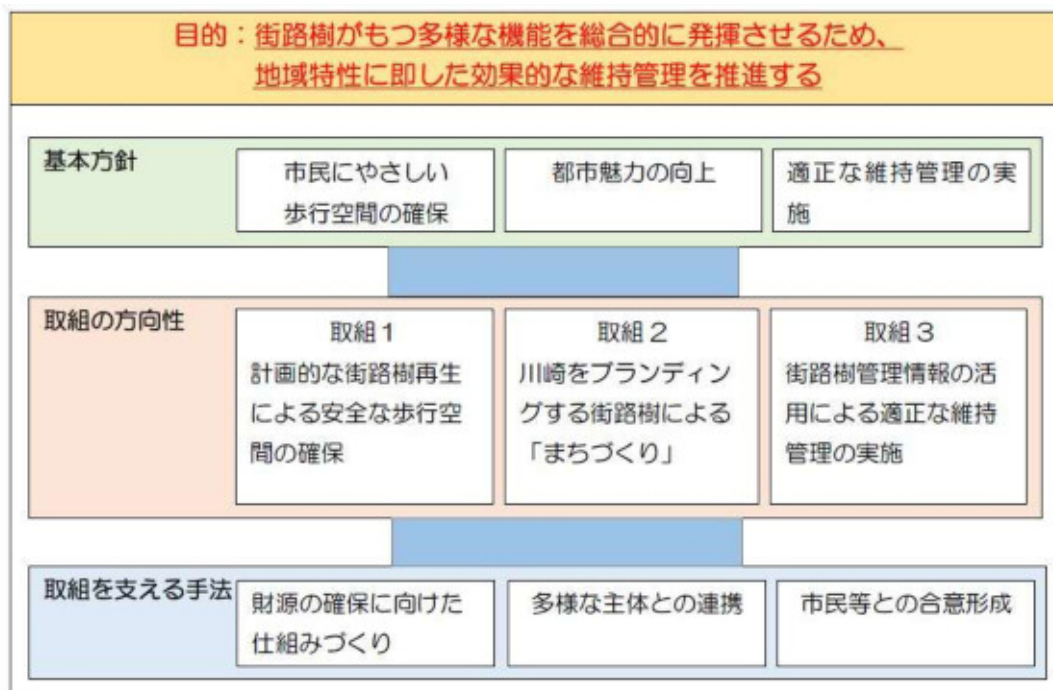 目的：街路樹がもつ多様な機能を総合的に発揮させるため、
地域特性に即した効果的な維持管理を推進する
基本方針
市民にやさしい
歩行空間の確保
都市魅力の向上
適正な維持管理の実
施
取組の方向性
取組１
計画的な街路樹再生
による安全な歩行空
間の確保
取組２
川崎をブランディン
グする街路樹による
「まちづくり」
取組３
街路樹管理情報の活
用による適正な維持
管理の実施
取組を支える手法
財源の確保に向けた
仕組みづくり
多様な主体との連携
市民等との合意形成